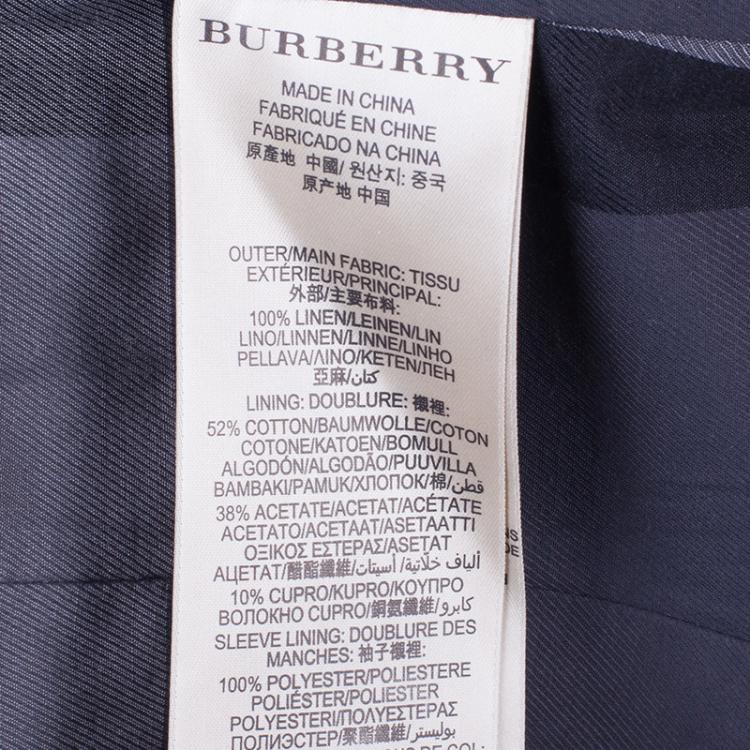 BURBERRY
MADE IN CHINA
FABRIQUÉ EN CHINE
FABRICADO NA CHINA
原產地 中國/ 원산지: 중국
原产地 中国
OUTER/MAIN FABRIC: TISSU
EXTÉRIEUR/PRINCIPAL:
外部/主要布料:
100% LINEN/LEINEN/LIN
LINO/LINNEN/LINNE/LINHO
PELLAVA/ΛΙΝΟ/KETEN/ЛЕН
亞麻/كتان
LINING: DOUBLURE: 襯裡:
52% COTTON/BAUMWOLLE/COTON
COTONE/KATOEN/BOMULL
ALGODÓN/ALGODÃO/PUUVILLA
BAMBAKI/PAMUK/ХЛОПОК/棉/قطن
38% ACETATE/ACETAT/ACÉTATE
ACETATO/ACETAAT/ASETAATTI
ΟΞΙΚΟΣ ΕΣΤΕΡΑΣ/ASETAT
АЦЕТАТ/醋酯纖維/ألياف خلاتية/أسيتات
10% CUPRO/KUPRO/ΚΟΥΠΡΟ
ВОЛОКНО CUPRO/銅氨纖維/كابرو
SLEEVE LINING: DOUBLURE DES
MANCHES: 袖子襯裡:
100% POLYESTER/POLIESTERE
POLIÉSTER/POLIESTER
POLYESTERI/ΠΟΛΥΕΣΤΕΡΑΣ
ПОЛИЭСТЕР/聚酯纖維/بوليستر